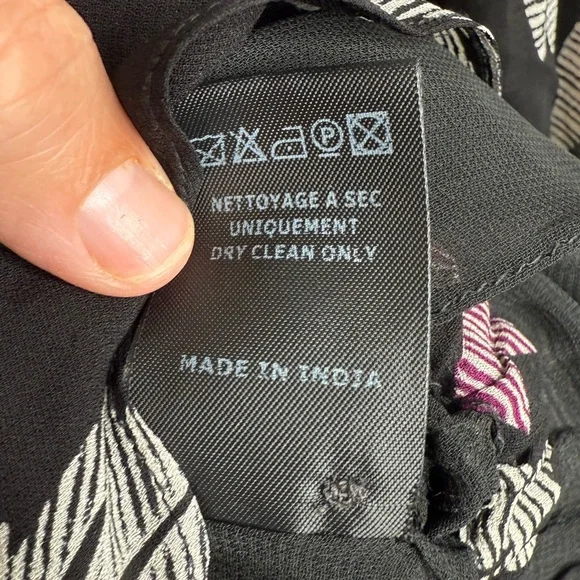 P
NETTOYAGE A SEC
UNIQUEMENT
DRY CLEAN ONLY
MADE IN INDIA